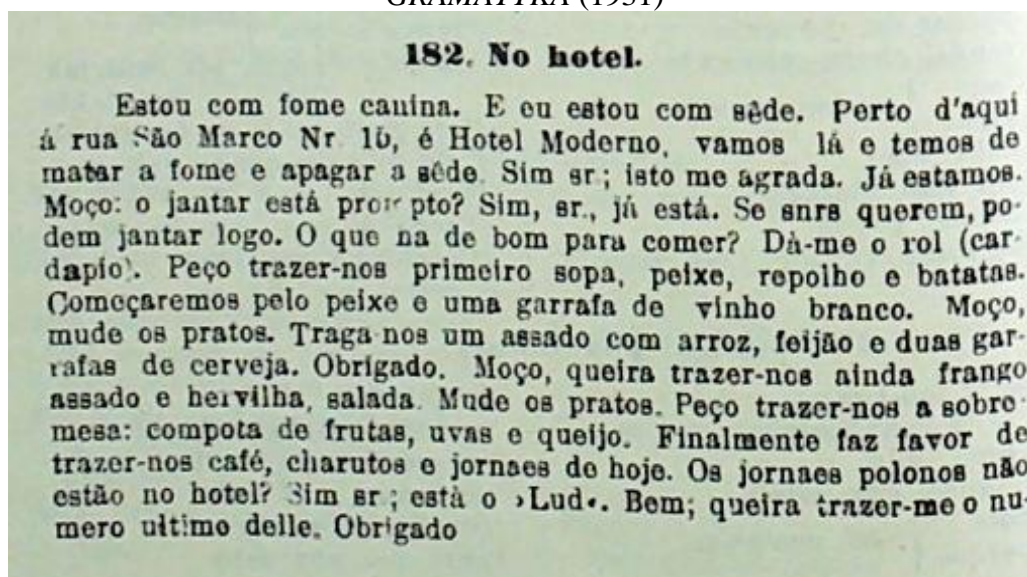 GRAMATYKA (1931)
182. No hotel.
Estou com fome canina. E eu estou com sêde. Perto d'aqui
á rua São Marco Nr 15, é Hotel Moderno, vamos lá e temos de
matar a fome e apagar a sêde. Sim sr; isto me agrada. Já estamos.
Moço: o jantar está prompto? Sim, sr., já está. Se snrs querem, po-
dem jantar logo. O que na de bom para comer? Dà-me o rol (car-
dapio). Peço trazer-nos primeiro sopa, peixe, repolho e batatas.
Começaremos pelo peixe e uma garrafa de vinho branco. Moço,
mude os pratos. Traga-nos um assado com arroz, feijão e duas gar-
rafas de cerveja. Obrigado. Moço, queira trazer-nos ainda frango
assado e hervilha, salada. Mude os pratos. Peço trazer-nos a sobre-
mesa: compota de frutas, uvas e queijo. Finalmente faz favor de
trazer-nos café, charutos e jornaes de hoje. Os jornaes polonos não
estão no hotel? Sim sr; està o ›Lud‹. Bem; queira trazer-me o nu-
mero ultimo delle. Obrigado